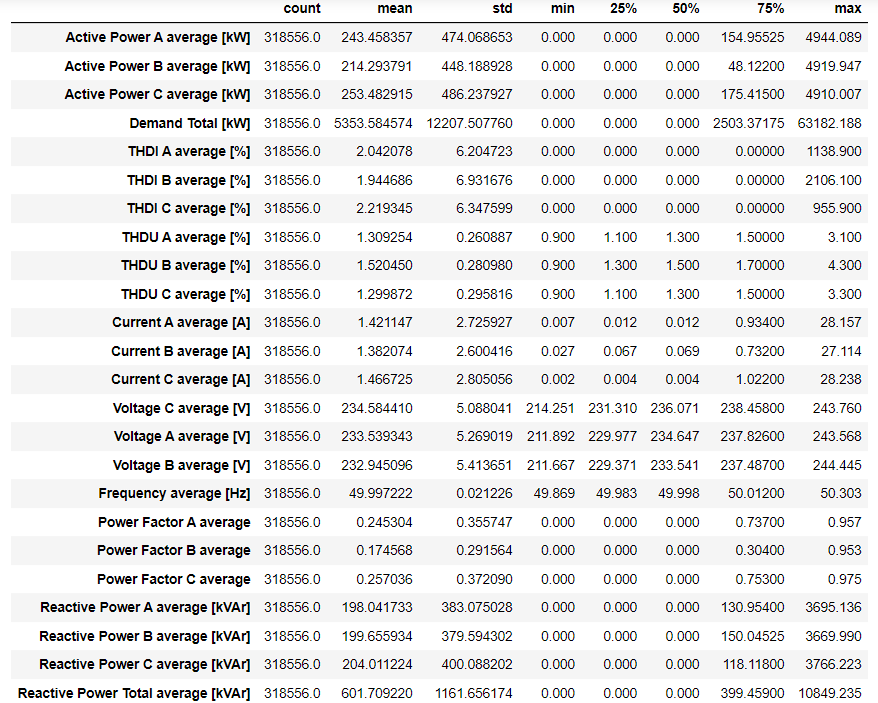 count mean std min 25% 50% 75% max
Active Power A average [kW] 318556.0 243.458357 474.068653 0.000 0.000 0.000 154.95525 4944.089
Active Power B average [kW] 318556.0 214.293791 448.188928 0.000 0.000 0.000 48.12200 4919.947
Active Power C average [kW] 318556.0 253.482915 486.237927 0.000 0.000 0.000 175.41500 4910.007
Demand Total [kW] 318556.0 5353.584574 12207.507760 0.000 0.000 0.000 2503.37175 63182.188
THDI A average [%] 318556.0 2.042078 6.204723 0.000 0.000 0.000 0.00000 1138.900
THDI B average [%] 318556.0 1.944686 6.931676 0.000 0.000 0.000 0.00000 2106.100
THDI C average [%] 318556.0 2.219345 6.347599 0.000 0.000 0.000 0.00000 955.900
THDU A average [%] 318556.0 1.309254 0.260887 0.900 1.100 1.300 1.50000 3.100
THDU B average [%] 318556.0 1.520450 0.280980 0.900 1.300 1.500 1.70000 4.300
THDU C average [%] 318556.0 1.299872 0.295816 0.900 1.100 1.300 1.50000 3.300
Current A average [A] 318556.0 1.421147 2.725927 0.007 0.012 0.012 0.93400 28.157
Current B average [A] 318556.0 1.382074 2.600416 0.027 0.067 0.069 0.73200 27.114
Current C average [A] 318556.0 1.466725 2.805056 0.002 0.004 0.004 1.02200 28.238
Voltage C average [V] 318556.0 234.584410 5.088041 214.251 231.310 236.071 238.45800 243.760
Voltage A average [V] 318556.0 233.539343 5.269019 211.892 229.977 234.647 237.82600 243.568
Voltage B average [V] 318556.0 232.945096 5.413651 211.667 229.371 233.541 237.48700 244.445
Frequency average [Hz] 318556.0 49.997222 0.021226 49.869 49.983 49.998 50.01200 50.303
Power Factor A average 318556.0 0.245304 0.355747 0.000 0.000 0.000 0.73700 0.957
Power Factor B average 318556.0 0.174568 0.291564 0.000 0.000 0.000 0.30400 0.953
Power Factor C average 318556.0 0.257036 0.372090 0.000 0.000 0.000 0.75300 0.975
Reactive Power A average [kVAr] 318556.0 198.041733 383.075028 0.000 0.000 0.000 130.95400 3695.136
Reactive Power B average [kVAr] 318556.0 199.655934 379.594302 0.000 0.000 0.000 150.04525 3669.990
Reactive Power C average [kVAr] 318556.0 204.011224 400.088202 0.000 0.000 0.000 118.11800 3766.223
Reactive Power Total average [kVAr] 318556.0 601.709220 1161.656174 0.000 0.000 0.000 399.45900 10849.235